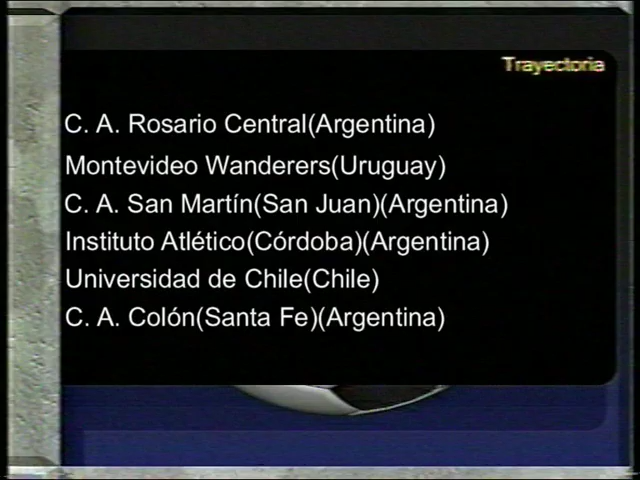 Trayectoria
C. A. Rosario Central(Argentina)
Montevideo Wanderers(Uruguay)
C. A. San Martín(San Juan)(Argentina)
Instituto Atlético(Córdoba)(Argentina)
Universidad de Chile(Chile)
C. A. Colón(Santa Fe)(Argentina)